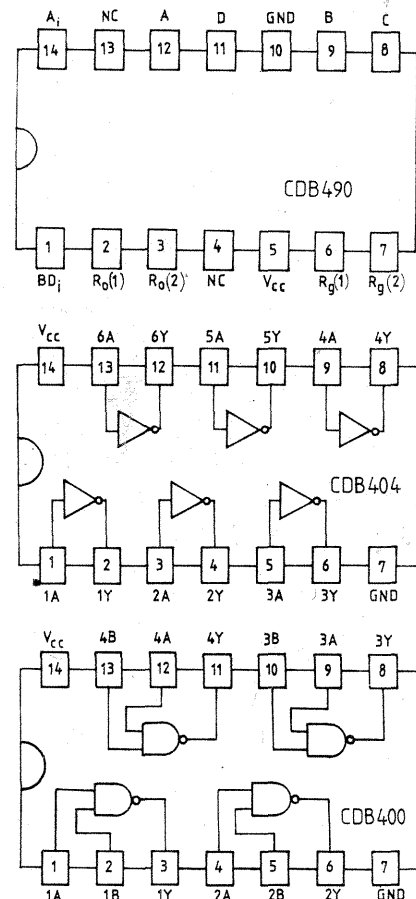 Ai NC A D GND B C
14 13 12 11 10 9 8
CDB490
1 2 3 4 5 6 7
BDi Ro(1) Ro(2) NC Vcc Rg(1) Rg(2)
Vcc 6A 6Y 5A 5Y 4A 4Y
14 13 12 11 10 9 8
CDB404
1 2 3 4 5 6 7
1A 1Y 2A 2Y 3A 3Y GND
Vcc 4B 4A 4Y 3B 3A 3Y
14 13 12 11 10 9 8
CDB400
1 2 3 4 5 6 7
1A 1B 1Y 2A 2B 2Y GND